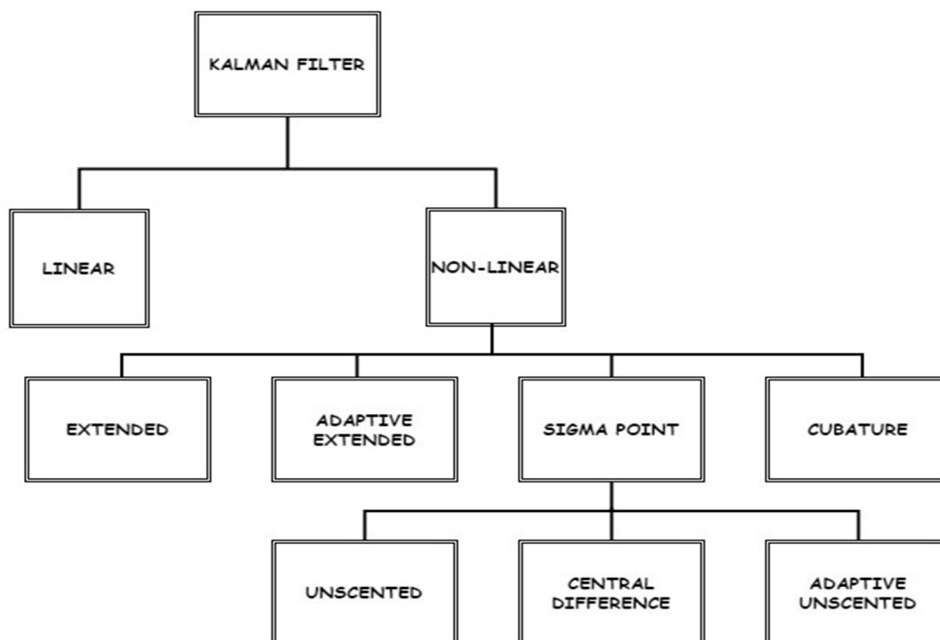 KALMAN FILTER
LINEAR
NON-LINEAR
EXTENDED
ADAPTIVE
EXTENDED
SIGMA POINT
CUBATURE
UNSCENTED
CENTRAL
DIFFERENCE
ADAPTIVE
UNSCENTED